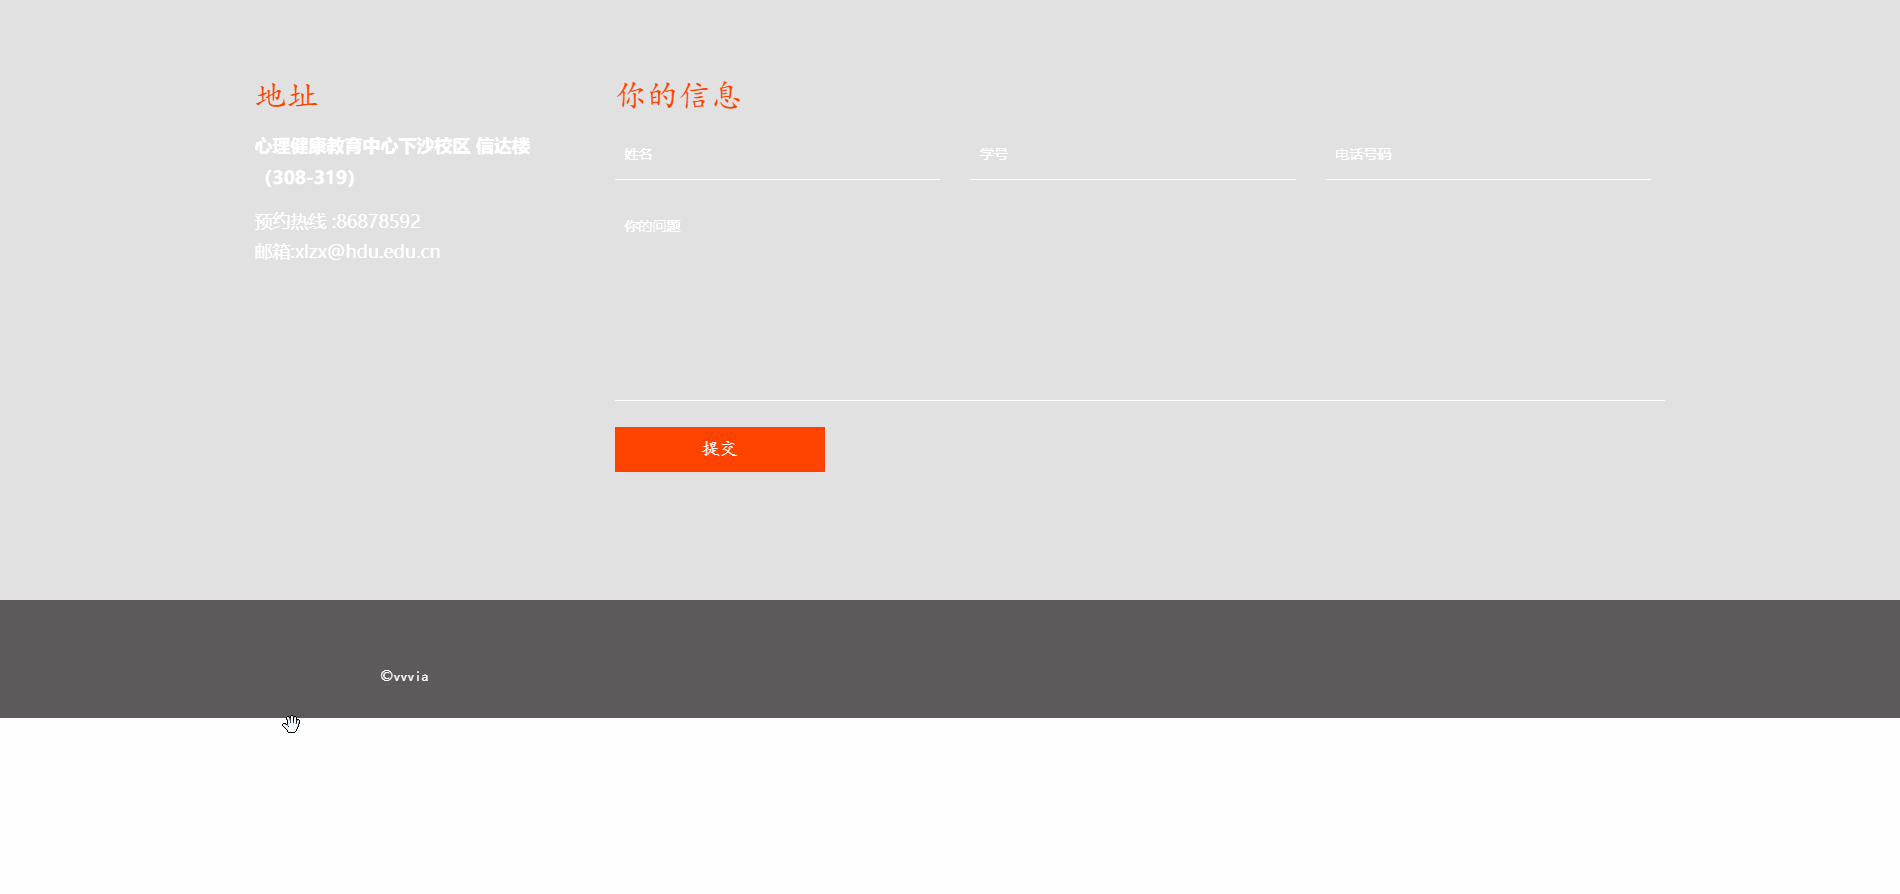 地址
心理健康教育中心下沙校区 信达楼
（308-319）
预约热线 :86878592
邮箱:xlzx@hdu.edu.cn
你的信息
姓名
学号
电话号码
你的问题
提交
©vvvia